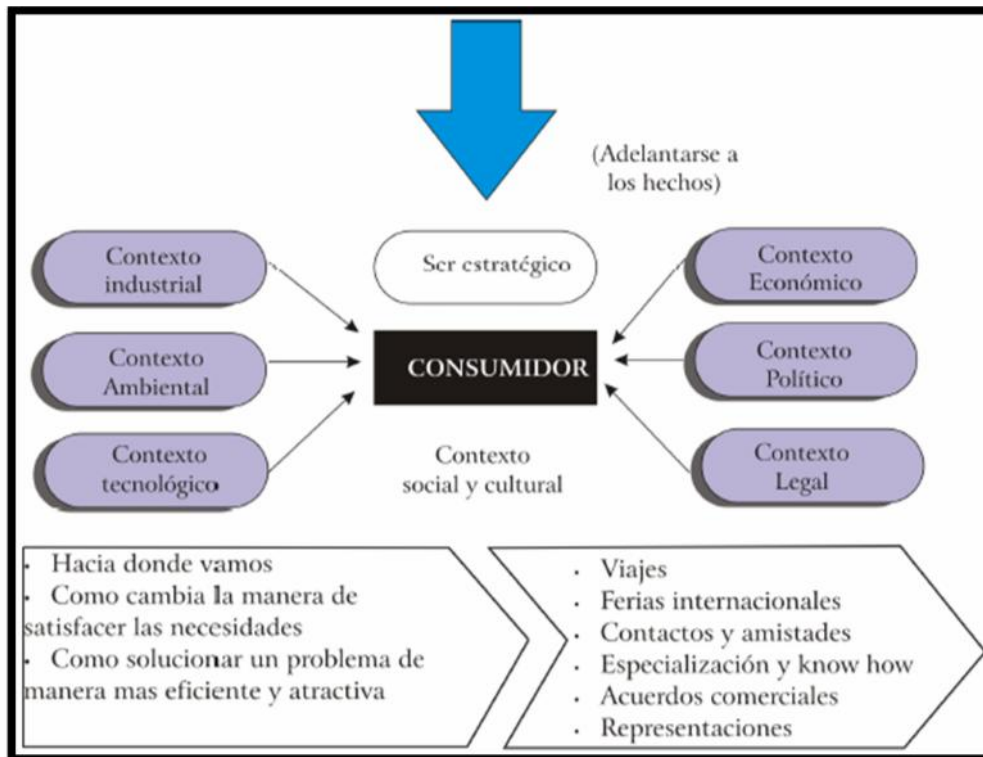 (Adelantarse a
los hechos)
Contexto
industrial
Ser estratégico
Contexto
Económico
Contexto
Ambiental
CONSUMIDOR
Contexto
Político
Contexto
tecnológico
Contexto
social y cultural
Contexto
Legal
· Hacia donde vamos
· Como cambia la manera de
satisfacer las necesidades
· Como solucionar un problema de
manera mas eficiente y atractiva
· Viajes
· Ferias internacionales
· Contactos y amistades
· Especialización y know how
· Acuerdos comerciales
· Representaciones